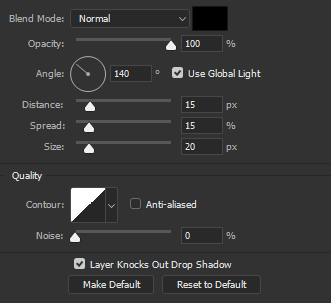 Blend Mode: Normal
Opacity: 100 %
Angle: 140 ° Use Global Light
Distance: 15 px
Spread: 15 %
Size: 20 px
Quality
Contour: Anti-aliased
Noise: 0 %
Layer Knocks Out Drop Shadow
Make Default Reset to Default